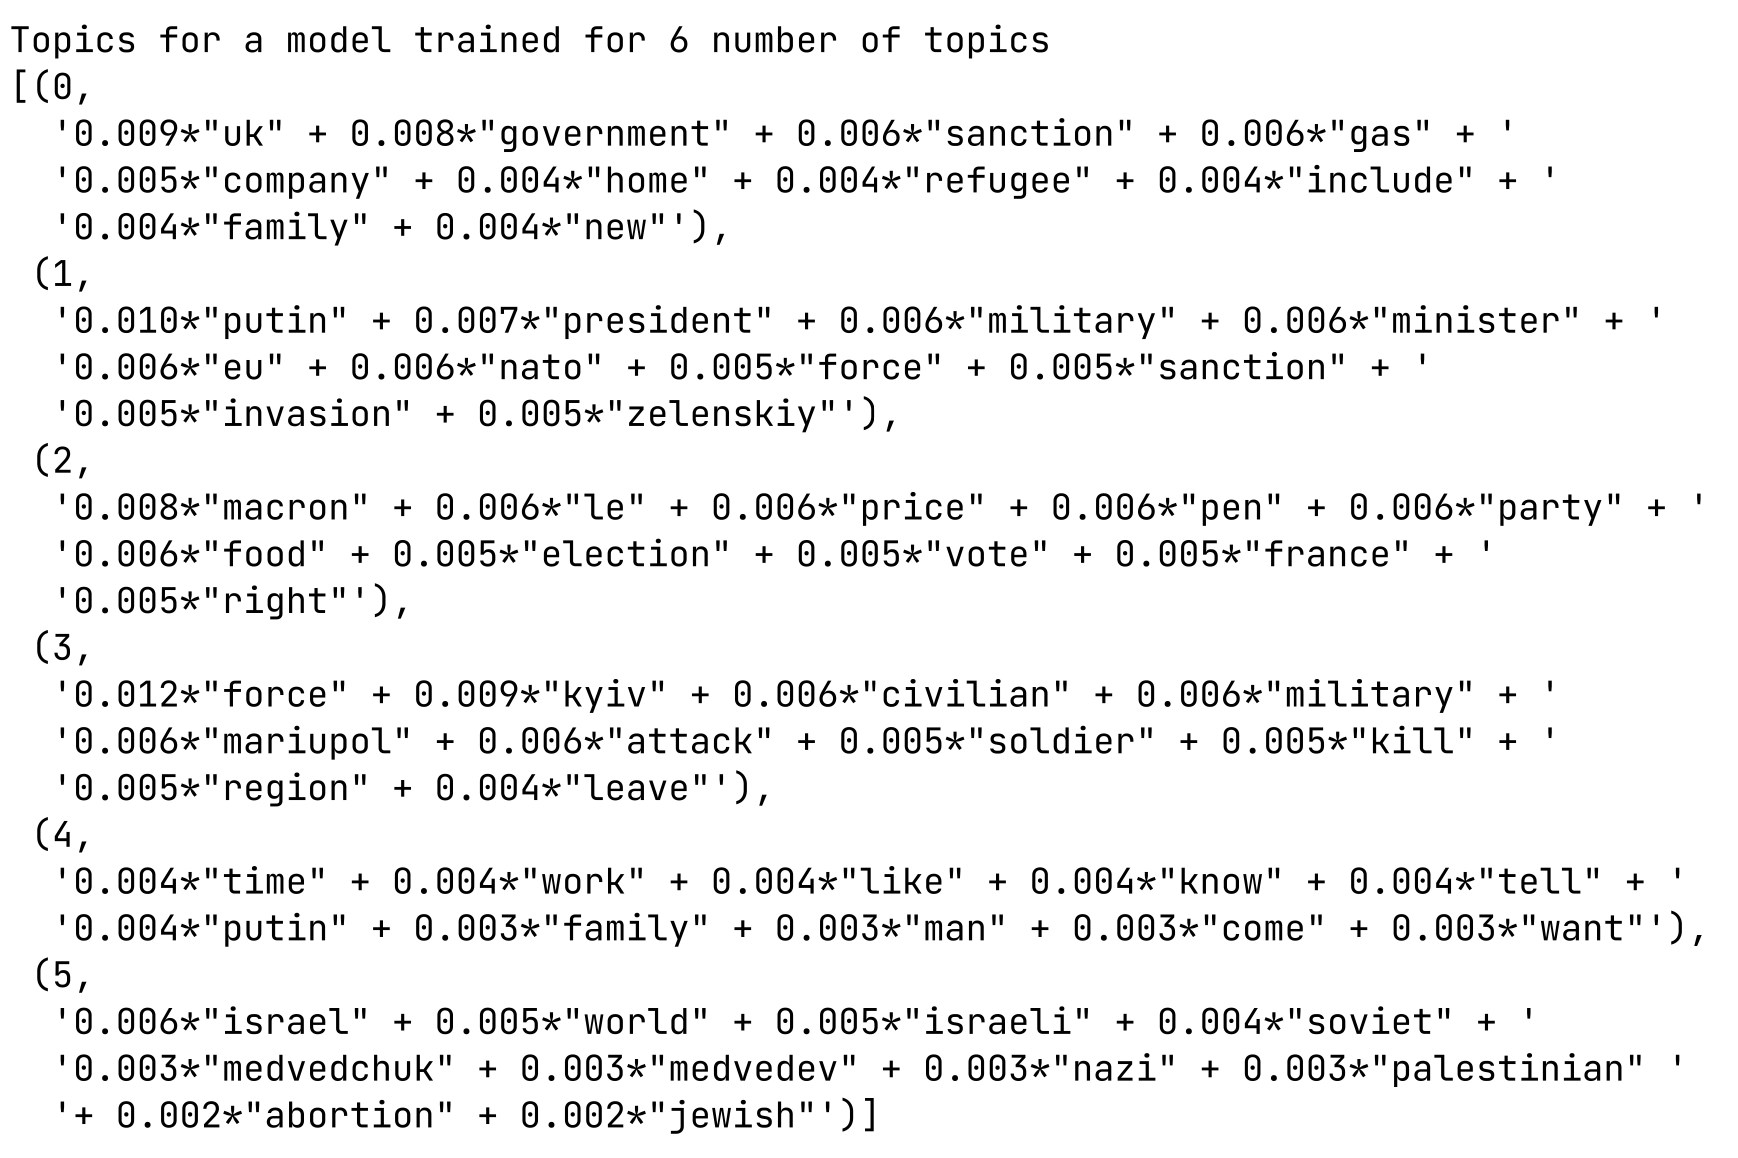 Topics for a model trained for 6 number of topics
[(0,
  '0.009*"uk" + 0.008*"government" + 0.006*"sanction" + 0.006*"gas" + '
  '0.005*"company" + 0.004*"home" + 0.004*"refugee" + 0.004*"include" + '
  '0.004*"family" + 0.004*"new"'),
 (1,
  '0.010*"putin" + 0.007*"president" + 0.006*"military" + 0.006*"minister" + '
  '0.006*"eu" + 0.006*"nato" + 0.005*"force" + 0.005*"sanction" + '
  '0.005*"invasion" + 0.005*"zelenskiy"'),
 (2,
  '0.008*"macron" + 0.006*"le" + 0.006*"price" + 0.006*"pen" + 0.006*"party" + '
  '0.006*"food" + 0.005*"election" + 0.005*"vote" + 0.005*"france" + '
  '0.005*"right"'),
 (3,
  '0.012*"force" + 0.009*"kyiv" + 0.006*"civilian" + 0.006*"military" + '
  '0.006*"mariupol" + 0.006*"attack" + 0.005*"soldier" + 0.005*"kill" + '
  '0.005*"region" + 0.004*"leave"'),
 (4,
  '0.004*"time" + 0.004*"work" + 0.004*"like" + 0.004*"know" + 0.004*"tell" + '
  '0.004*"putin" + 0.003*"family" + 0.003*"man" + 0.003*"come" + 0.003*"want"'),
 (5,
  '0.006*"israel" + 0.005*"world" + 0.005*"israeli" + 0.004*"soviet" + '
  '0.003*"medvedchuk" + 0.003*"medvedev" + 0.003*"nazi" + 0.003*"palestinian" '
  '+ 0.002*"abortion" + 0.002*"jewish"')]